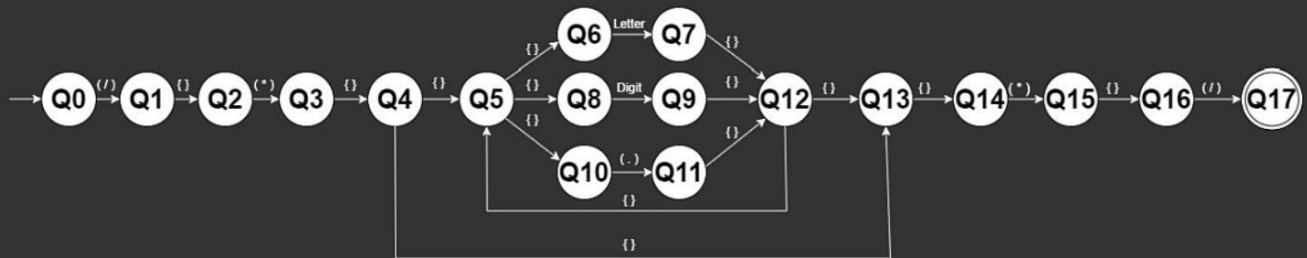 Letter
Q6 Q7
{ } { }
( / ) { } ( * ) { } { } { } Digit { } { } { } ( * ) { } ( / )
Q0 Q1 Q2 Q3 Q4 Q5 Q8 Q9 Q12 Q13 Q14 Q15 Q16 Q17
{ } { }
( . )
Q10 Q11
{ }
{ }